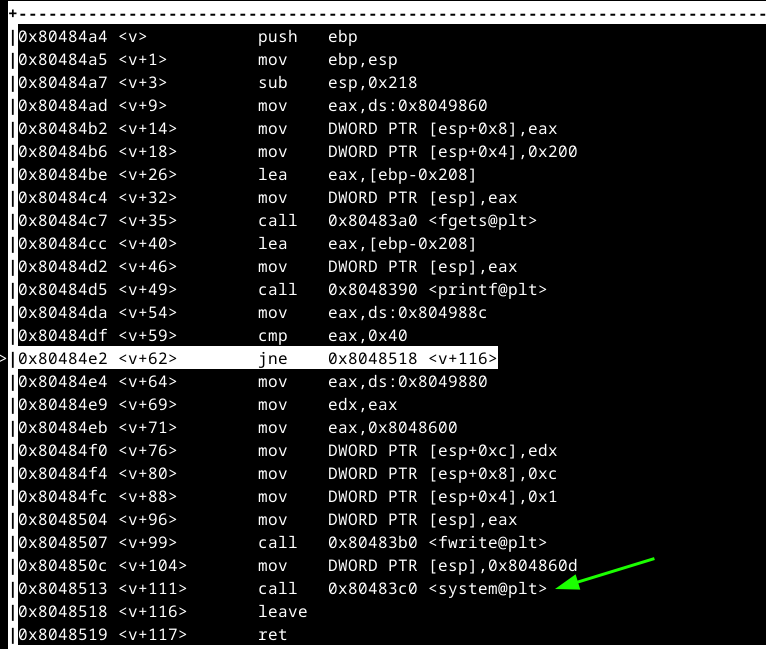 +------------------------------------------------------------------------
|0x80484a4 <v>           push   ebp
|0x80484a5 <v+1>         mov    ebp,esp
|0x80484a7 <v+3>         sub    esp,0x218
|0x80484ad <v+9>         mov    eax,ds:0x8049860
|0x80484b2 <v+14>        mov    DWORD PTR [esp+0x8],eax
|0x80484b6 <v+18>        mov    DWORD PTR [esp+0x4],0x200
|0x80484be <v+26>        lea    eax,[ebp-0x208]
|0x80484c4 <v+32>        mov    DWORD PTR [esp],eax
|0x80484c7 <v+35>        call   0x80483a0 <fgets@plt>
|0x80484cc <v+40>        lea    eax,[ebp-0x208]
|0x80484d2 <v+46>        mov    DWORD PTR [esp],eax
|0x80484d5 <v+49>        call   0x8048390 <printf@plt>
|0x80484da <v+54>        mov    eax,ds:0x804988c
|0x80484df <v+59>        cmp    eax,0x40
>|0x80484e2 <v+62>        jne    0x8048518 <v+116>
|0x80484e4 <v+64>        mov    eax,ds:0x8049880
|0x80484e9 <v+69>        mov    edx,eax
|0x80484eb <v+71>        mov    eax,0x8048600
|0x80484f0 <v+76>        mov    DWORD PTR [esp+0xc],edx
|0x80484f4 <v+80>        mov    DWORD PTR [esp+0x8],0xc
|0x80484fc <v+88>        mov    DWORD PTR [esp+0x4],0x1
|0x8048504 <v+96>        mov    DWORD PTR [esp],eax
|0x8048507 <v+99>        call   0x80483b0 <fwrite@plt>
|0x804850c <v+104>       mov    DWORD PTR [esp],0x804860d
|0x8048513 <v+111>       call   0x80483c0 <system@plt>
|0x8048518 <v+116>       leave
|0x8048519 <v+117>       ret